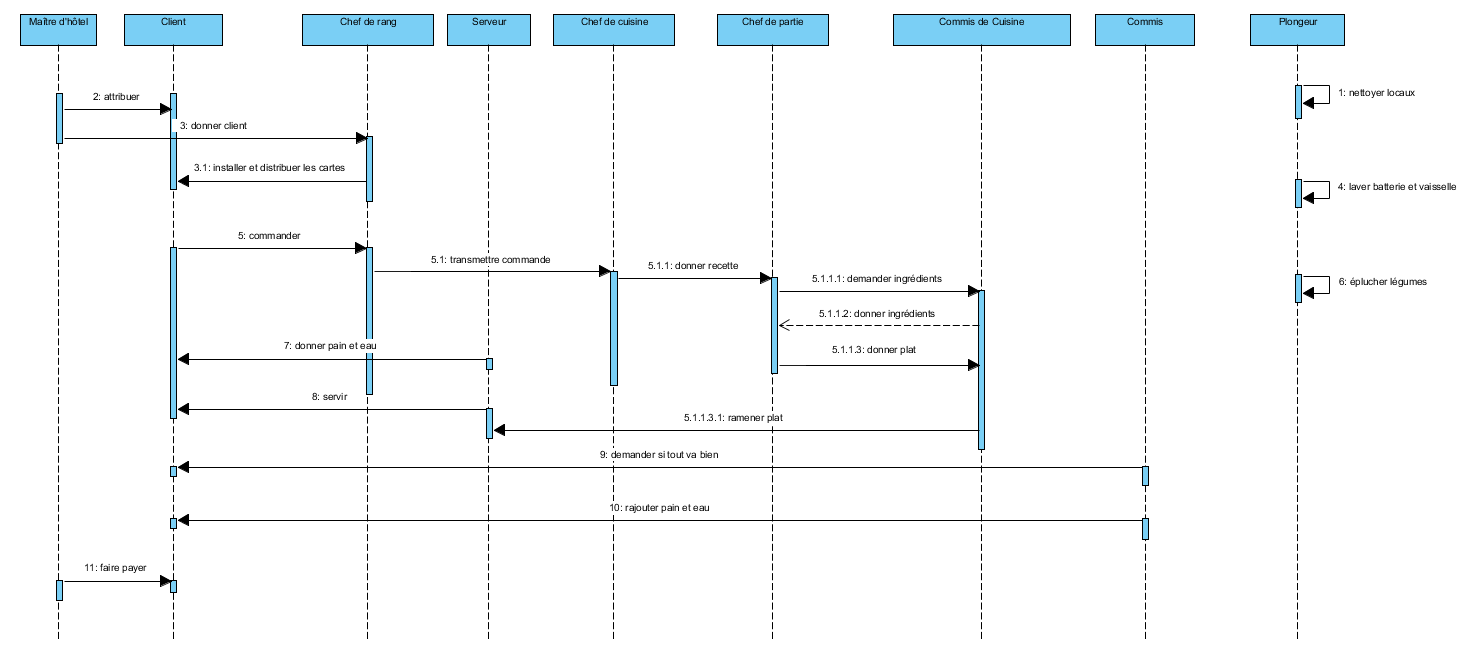 Maître d'hôtel
Client
Chef de rang
Serveur
Chef de cuisine
Chef de partie
Commis de Cuisine
Commis
Plongeur
1: nettoyer locaux
2: attribuer
3: donner client
3.1: installer et distribuer les cartes
4: laver batterie et vaisselle
5: commander
5.1: transmettre commande
5.1.1: donner recette
5.1.1.1: demander ingrédients
6: éplucher légumes
5.1.1.2: donner ingrédients
7: donner pain et eau
5.1.1.3: donner plat
8: servir
5.1.1.3.1: ramener plat
9: demander si tout va bien
10: rajouter pain et eau
11: faire payer